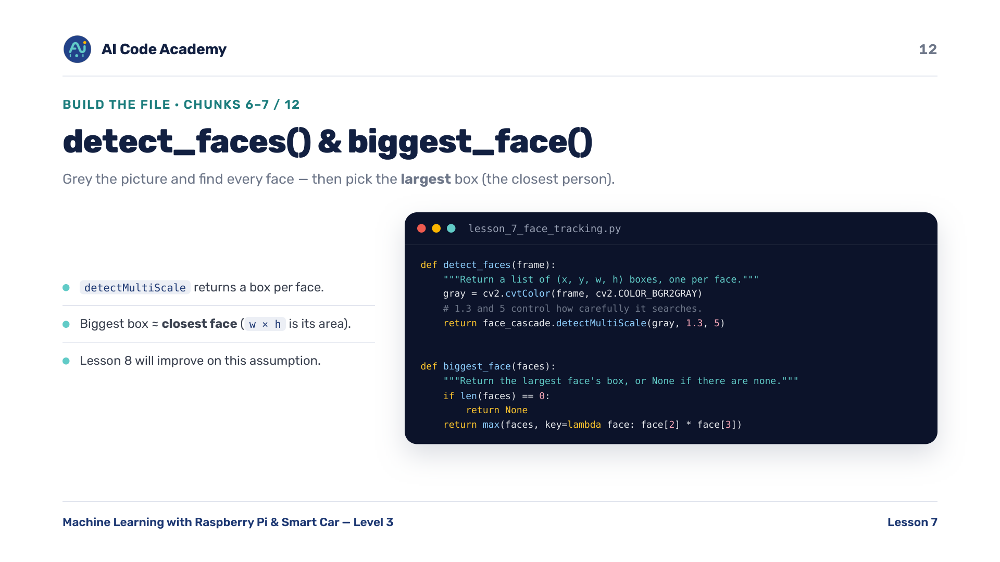 AI Code Academy
12
BUILD THE FILE • CHUNKS 6–7 / 12
detect_faces() & biggest_face()
Grey the picture and find every face — then pick the largest box (the closest person).
detectMultiScale returns a box per face.
Biggest box ≈ closest face (w × h is its area).
Lesson 8 will improve on this assumption.
lesson_7_face_tracking.py
def detect_faces(frame):
    """Return a list of (x, y, w, h) boxes, one per face."""
    gray = cv2.cvtColor(frame, cv2.COLOR_BGR2GRAY)
    # 1.3 and 5 control how carefully it searches.
    return face_cascade.detectMultiScale(gray, 1.3, 5)
def biggest_face(faces):
    """Return the largest face's box, or None if there are none."""
    if len(faces) == 0:
        return None
    return max(faces, key=lambda face: face[2] * face[3])
Machine Learning with Raspberry Pi & Smart Car — Level 3
Lesson 7